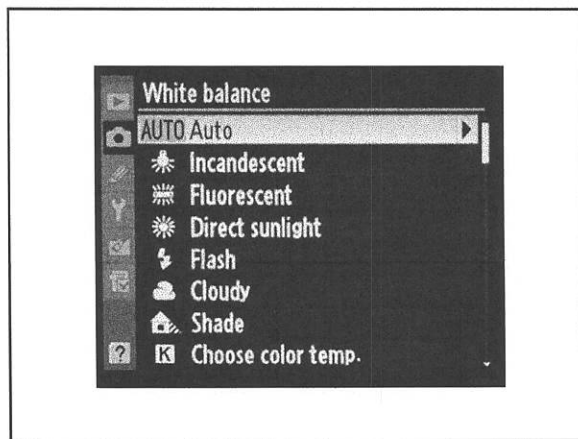 White balance
AUTO Auto
Incandescent
Fluorescent
Direct sunlight
Flash
Cloudy
Shade
K Choose color temp.
?